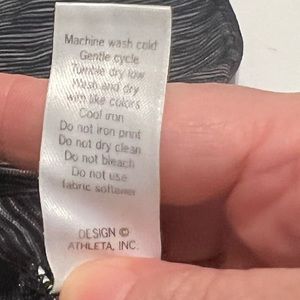 Machine wash cold
Gentle cycle
Tumble dry low
Wash and dry
with like colors
Cool iron
Do not iron print
Do not dry clean
Do not bleach
Do not use
fabric softener
DESIGN ©
ATHLETA, INC.